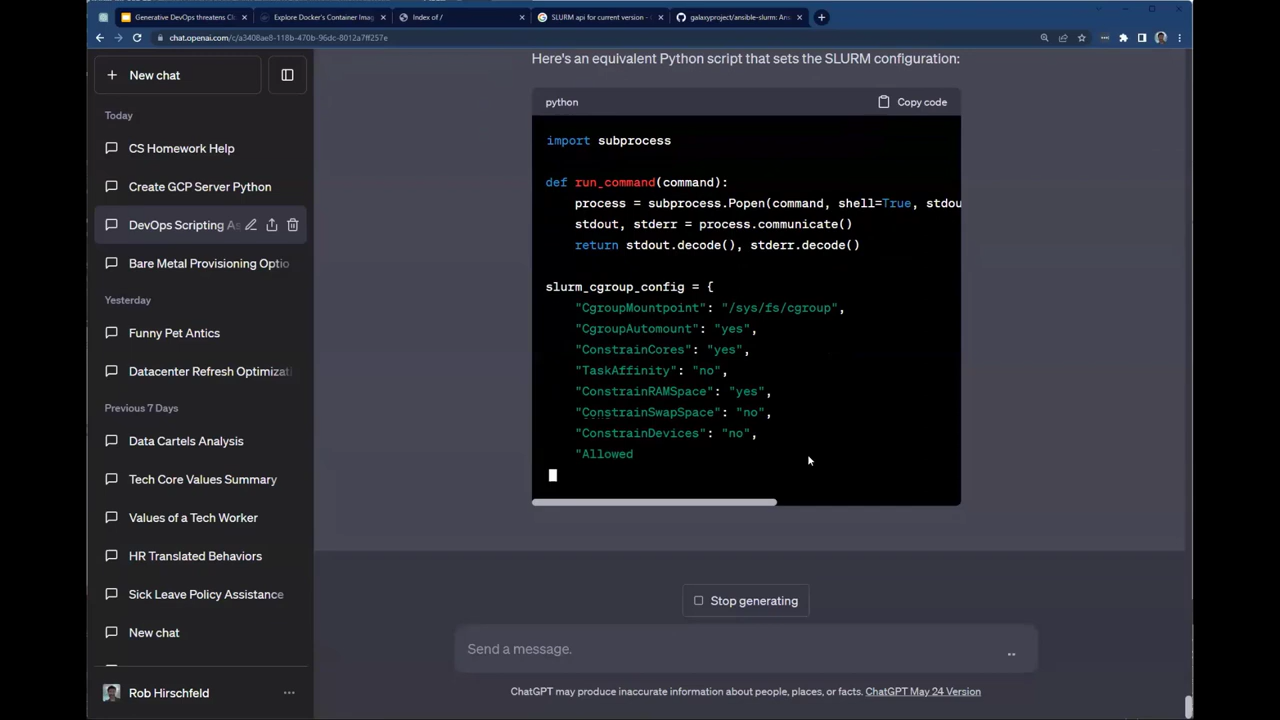 Generative DevOps threatens Cl
Explore Docker's Container Imag
Index of /
SLURM api for current version -
galaxyproject/ansible-slurm: An
chat.openai.com/c/a3408ae8-118b-470b-96dc-8012a7ff257e
New chat
Today
CS Homework Help
Create GCP Server Python
DevOps Scripting As
Bare Metal Provisioning Optio
Yesterday
Funny Pet Antics
Datacenter Refresh Optimizati
Previous 7 Days
Data Cartels Analysis
Tech Core Values Summary
Values of a Tech Worker
HR Translated Behaviors
Sick Leave Policy Assistance
New chat
Rob Hirschfeld
Here's an equivalent Python script that sets the SLURM configuration:
python
Copy code
import subprocess
def run_command(command):
process = subprocess.Popen(command, shell=True, stdou
stdout, stderr = process.communicate()
return stdout.decode(), stderr.decode()
slurm_cgroup_config = {
"CgroupMountpoint": "/sys/fs/cgroup",
"CgroupAutomount": "yes",
"ConstrainCores": "yes",
"TaskAffinity": "no",
"ConstrainRAMSpace": "yes",
"ConstrainSwapSpace": "no",
"ConstrainDevices": "no",
"Allowed
Stop generating
Send a message.
ChatGPT may produce inaccurate information about people, places, or facts. ChatGPT May 24 Version